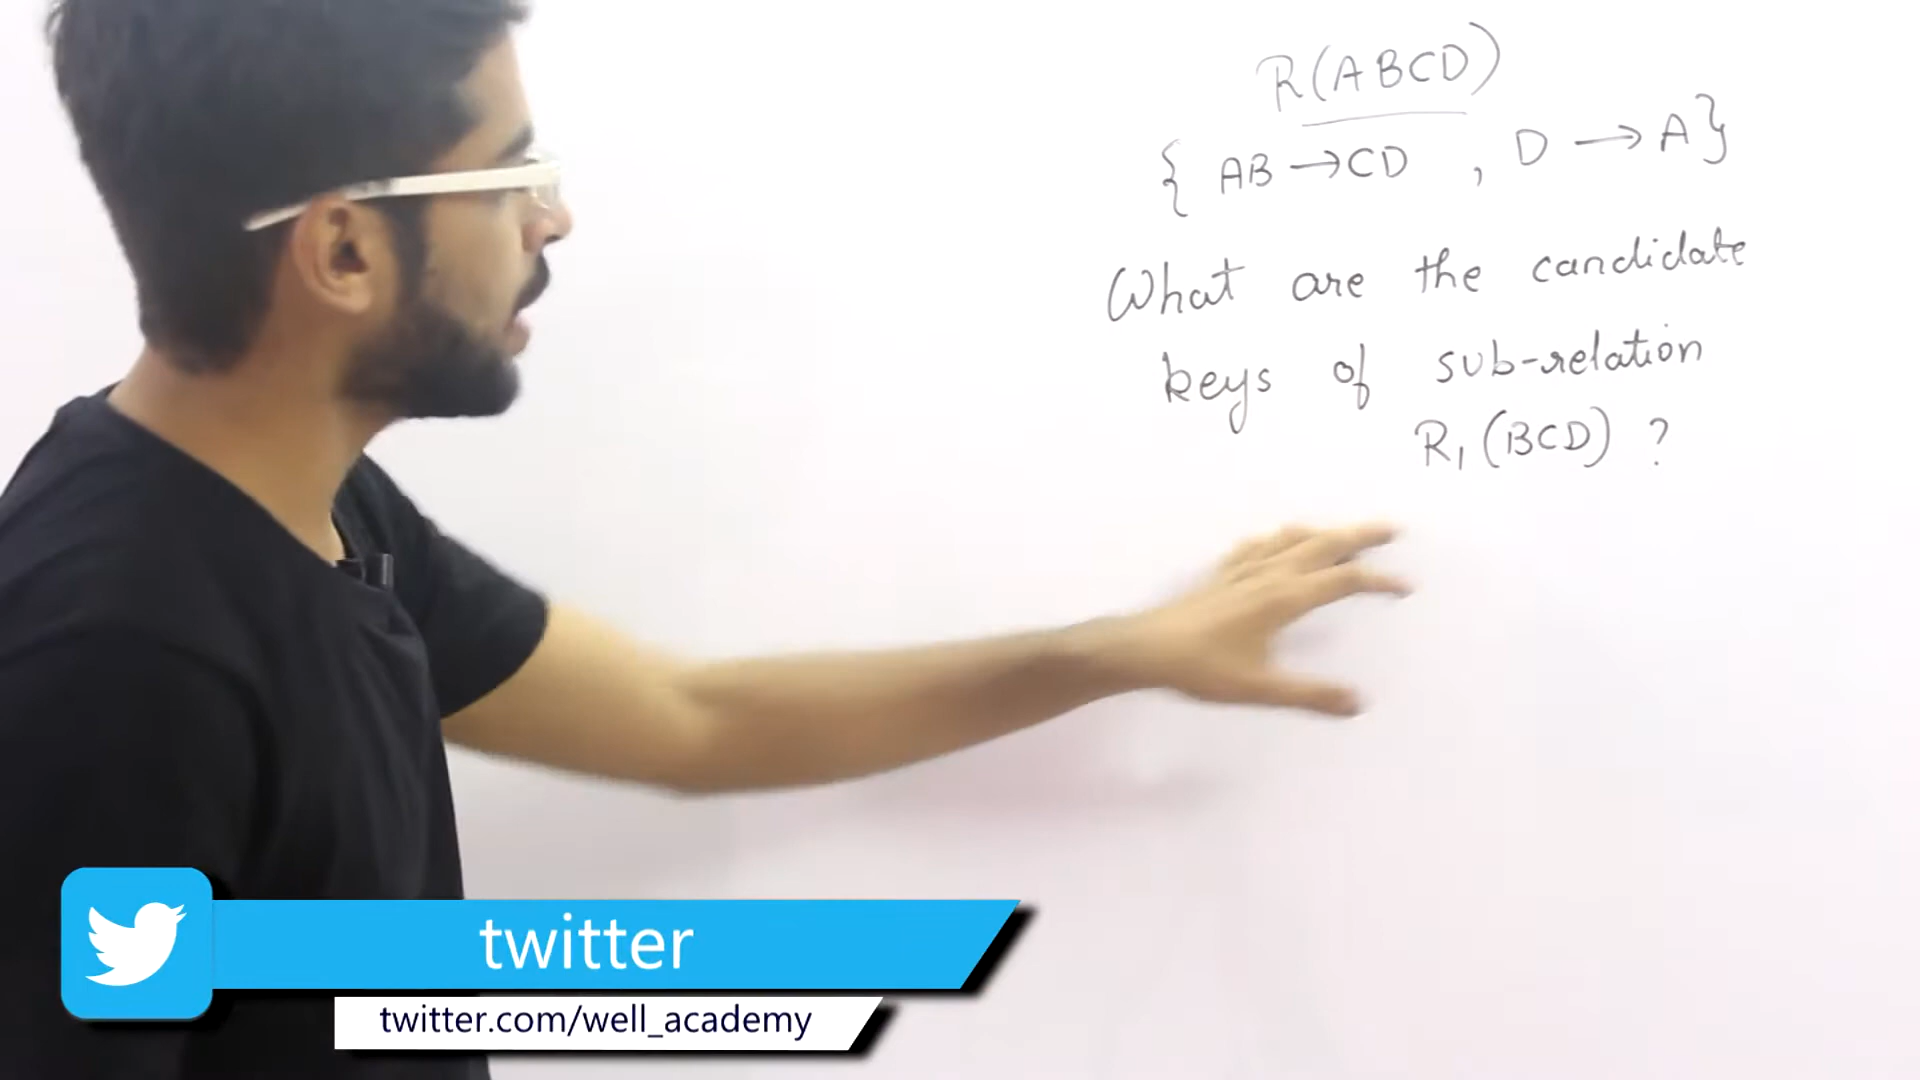 R(ABCD)
{ AB → CD , D → A }
What are the candidate
keys of sub-relation
R₁ (BCD) ?
twitter
twitter.com/well_academy